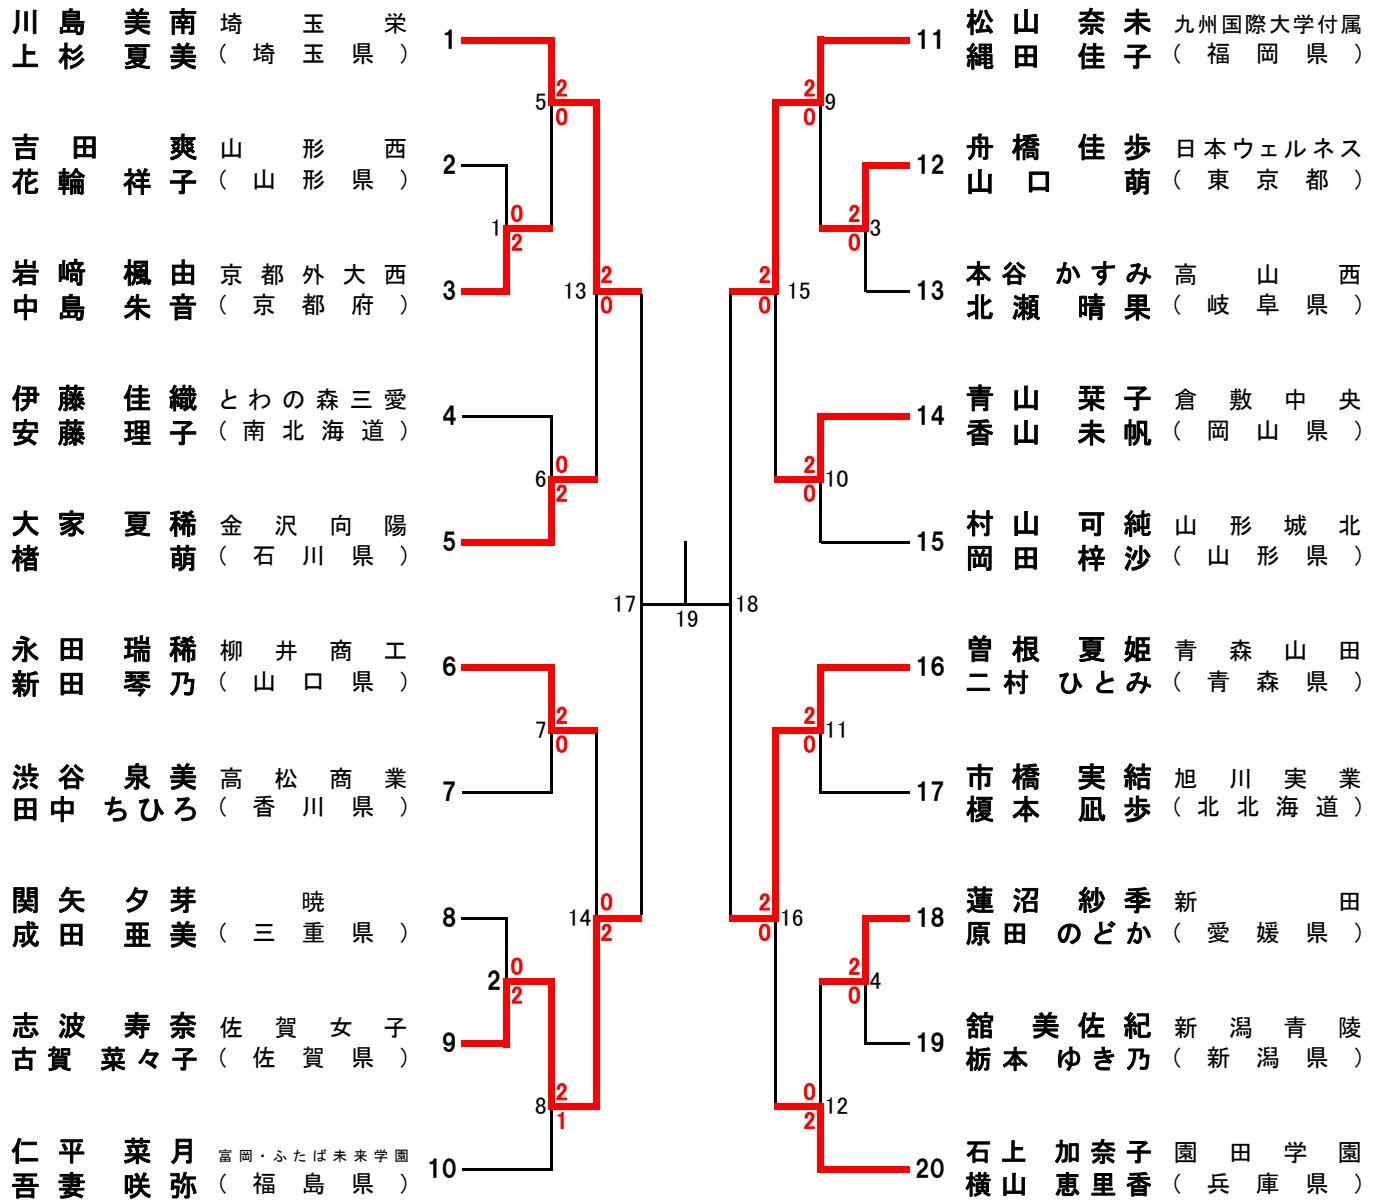 川島 美南 埼玉栄
上杉 夏美 (埼玉県)
1
吉田 爽 山形西
花輪 祥子 (山形県)
2
岩﨑 楓由 京都外大西
中島 朱音 (京都府)
3
伊藤 佳織 とわの森三愛
安藤 理子 (南北海道)
4
大家 夏稀 金沢向陽
楮 萌 (石川県)
5
永田 瑞稀 柳井商工
新田 琴乃 (山口県)
6
渋谷 泉美 高松商業
田中 ちひろ (香川県)
7
関矢 夕芽 暁
成田 亜美 (三重県)
8
志波 寿奈 佐賀女子
古賀 菜々子 (佐賀県)
9
仁平 菜月 富岡・ふたば未来学園
吾妻 咲弥 (福島県)
10
5
2
0
1
0
2
13
2
0
6
0
2
7
2
0
14
0
2
2
0
2
8
2
1
17
19
18
9
2
0
3
2
0
15
2
0
10
2
0
11
2
0
16
2
0
4
2
0
12
0
2
11
松山 奈未 九州国際大学付属
縄田 佳子 (福岡県)
12
舟橋 佳歩 日本ウェルネス
山口 萌 (東京都)
13
本谷 かすみ 高山西
北瀬 晴果 (岐阜県)
14
青山 栞子 倉敷中央
香山 未帆 (岡山県)
15
村山 可純 山形城北
岡田 梓沙 (山形県)
16
曽根 夏姫 青森山田
二村 ひとみ (青森県)
17
市橋 実結 旭川実業
榎本 凪歩 (北北海道)
18
蓮沼 紗季 新田
原田 のどか (愛媛県)
19
舘 美佐紀 新潟青陵
栃本 ゆき乃 (新潟県)
20
石上 加奈子 園田学園
横山 恵里香 (兵庫県)